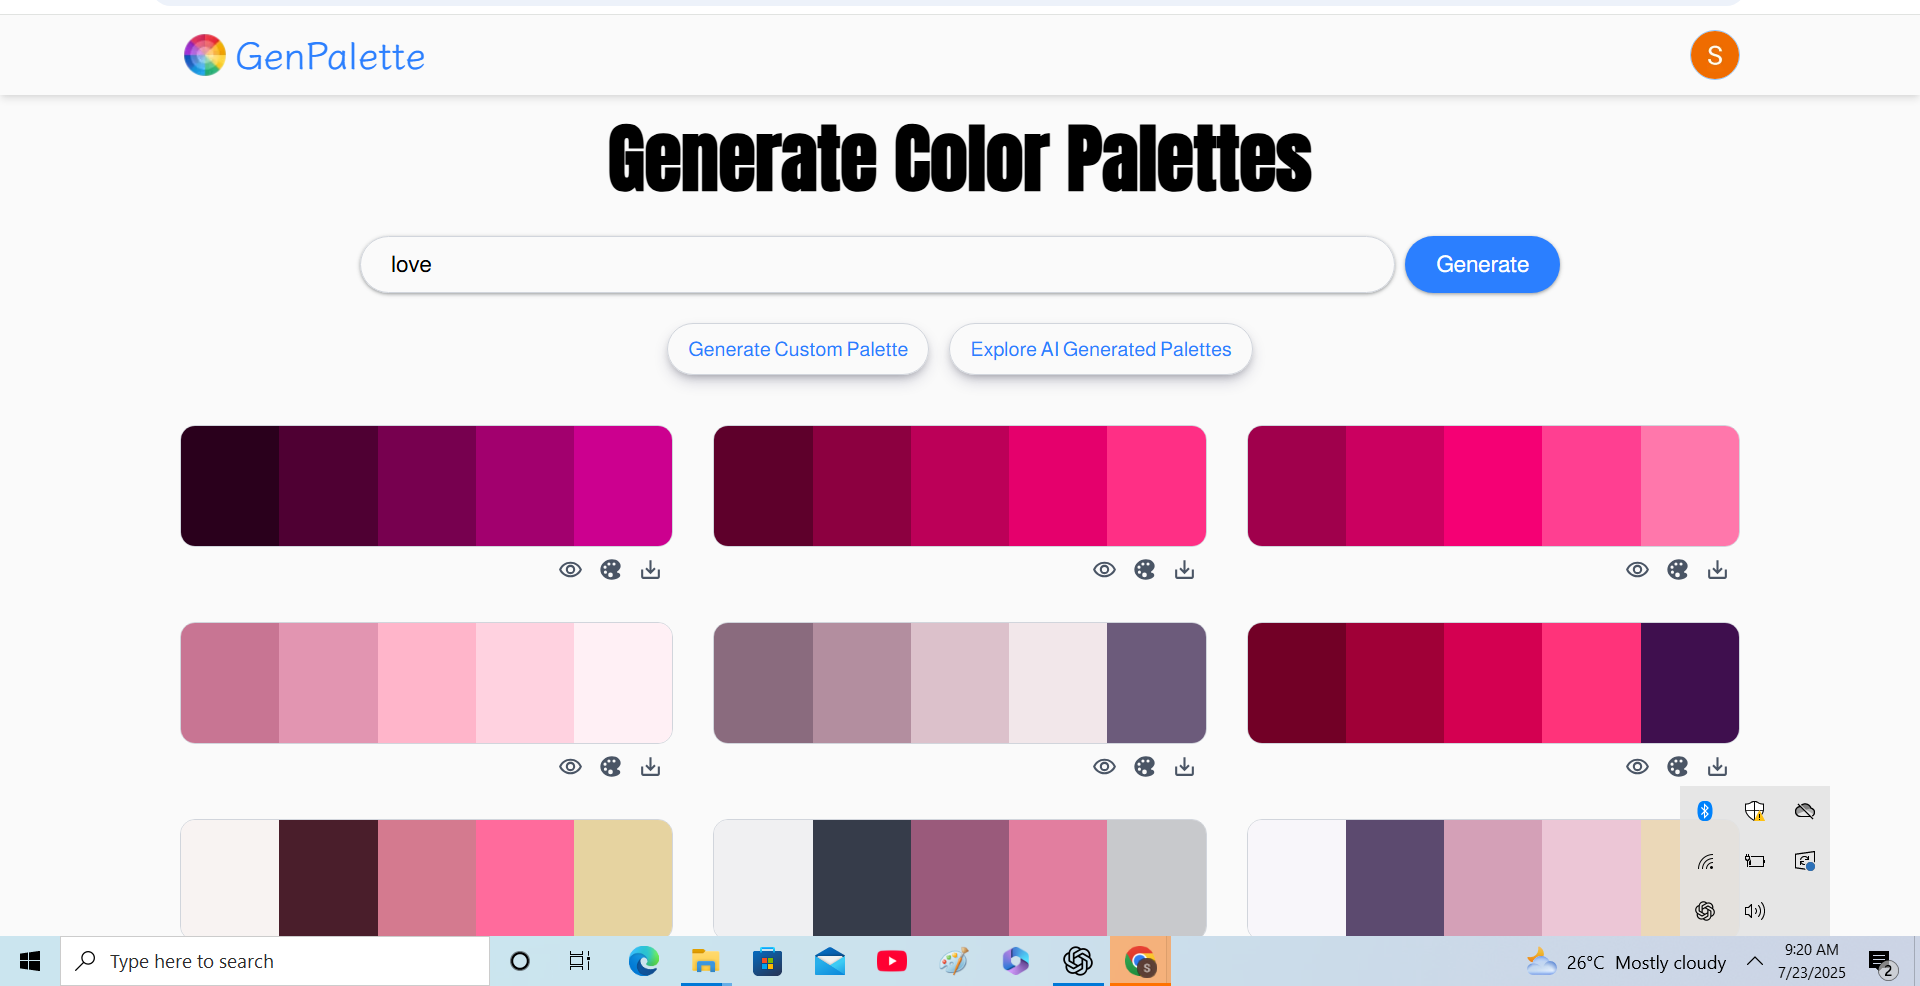 GenPalette
S
Generate Color Palettes
love
Generate
Generate Custom Palette
Explore AI Generated Palettes
Type here to search
S
26°C Mostly cloudy
9:20 AM
7/23/2025
2